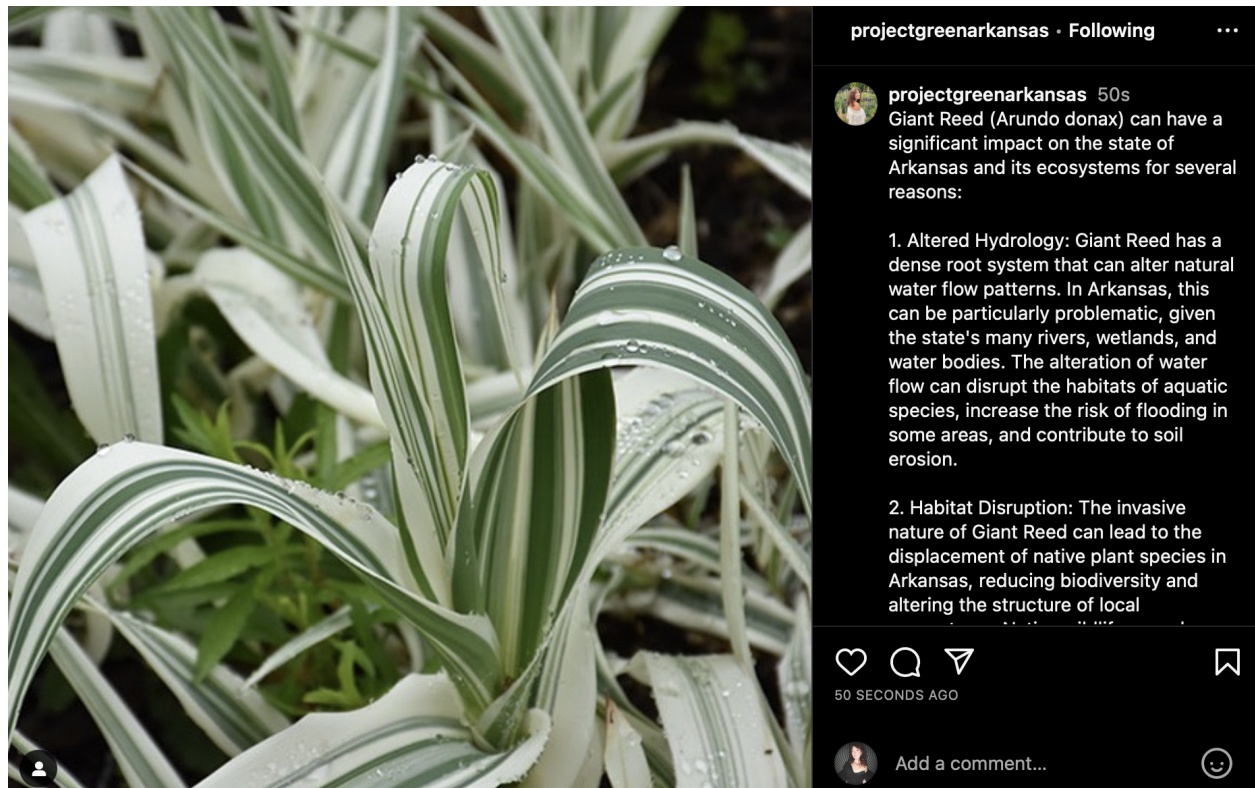 projectgreenarkansas • Following
projectgreenarkansas 50s
Giant Reed (Arundo donax) can have a
significant impact on the state of
Arkansas and its ecosystems for several
reasons:
1. Altered Hydrology: Giant Reed has a
dense root system that can alter natural
water flow patterns. In Arkansas, this
can be particularly problematic, given
the state's many rivers, wetlands, and
water bodies. The alteration of water
flow can disrupt the habitats of aquatic
species, increase the risk of flooding in
some areas, and contribute to soil
erosion.
2. Habitat Disruption: The invasive
nature of Giant Reed can lead to the
displacement of native plant species in
Arkansas, reducing biodiversity and
altering the structure of local
50 SECONDS AGO
Add a comment...